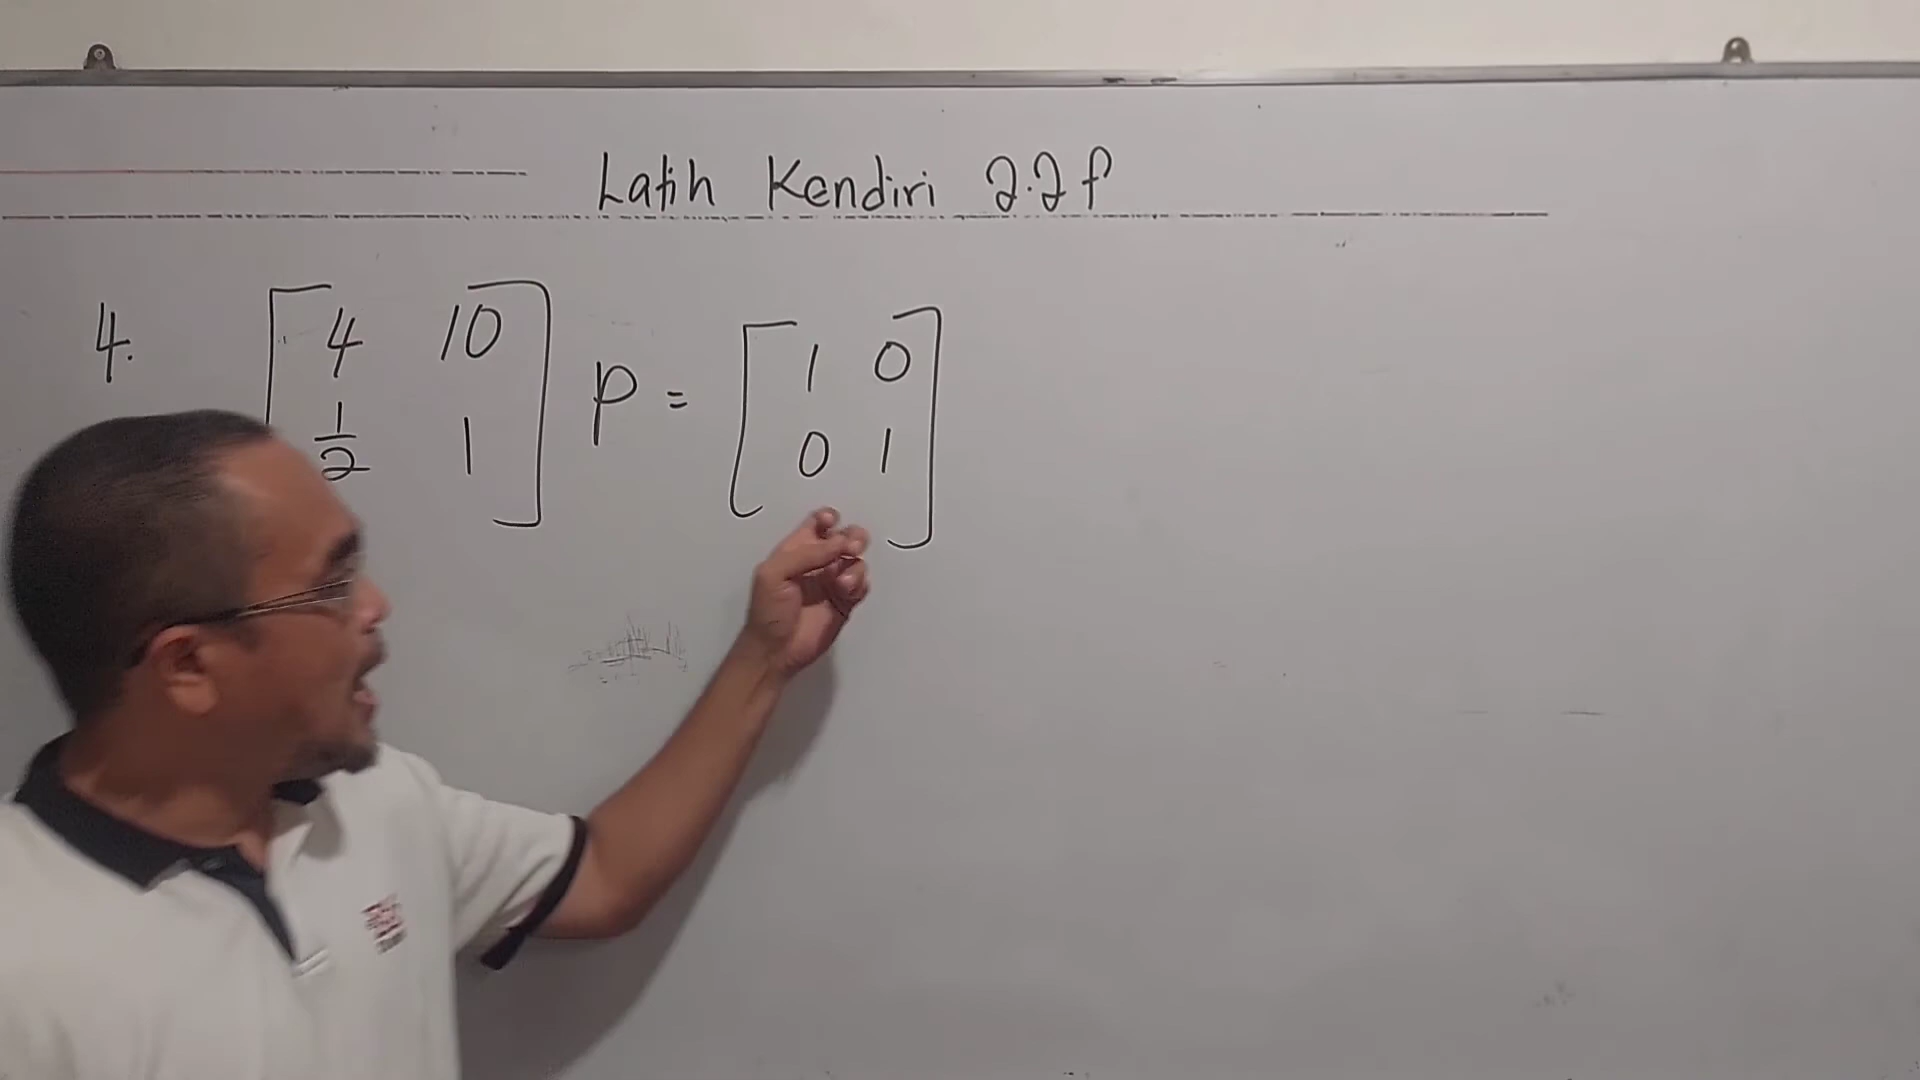 Latih Kendiri 2.2f
4. [4 10 1/2 1] P = [1 0 0 1]